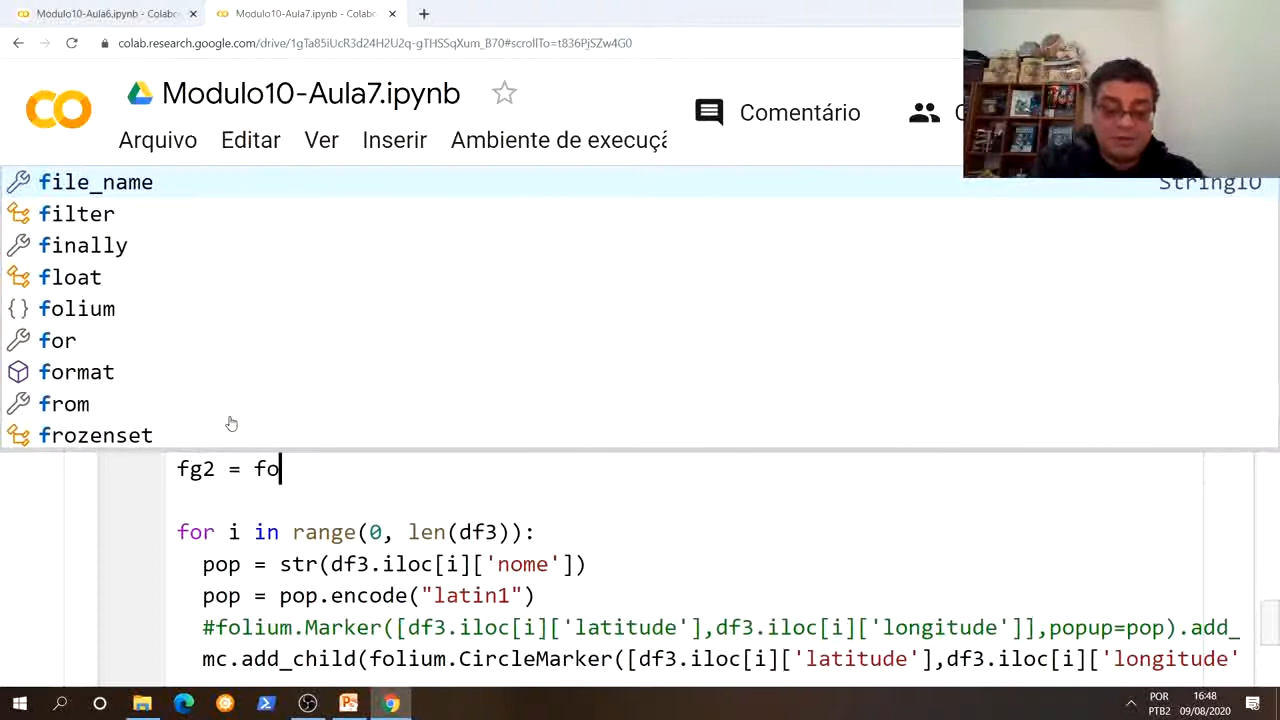 Modulo10-Aula6.ipynb - Colabo
Modulo10-Aula7.ipynb - Colabo
colab.research.google.com/drive/1gTa85iUcR3d24H2U2q-gTHSSqXum_B70#scrollTo=t836PjSZw4G0
Modulo10-Aula7.ipynb
Comentário
Arquivo Editar Ver Inserir Ambiente de execuçã
file_name StringIO
filter
finally
float
folium
for
format
from
frozenset
fg2 = fo
for i in range(0, len(df3)):
pop = str(df3.iloc[i]['nome'])
pop = pop.encode("latin1")
#folium.Marker([df3.iloc[i]['latitude'],df3.iloc[i]['longitude']],popup=pop).add_
mc.add_child(folium.CircleMarker([df3.iloc[i]['latitude'],df3.iloc[i]['longitude'
POR 16:48
PTB2 09/08/2020